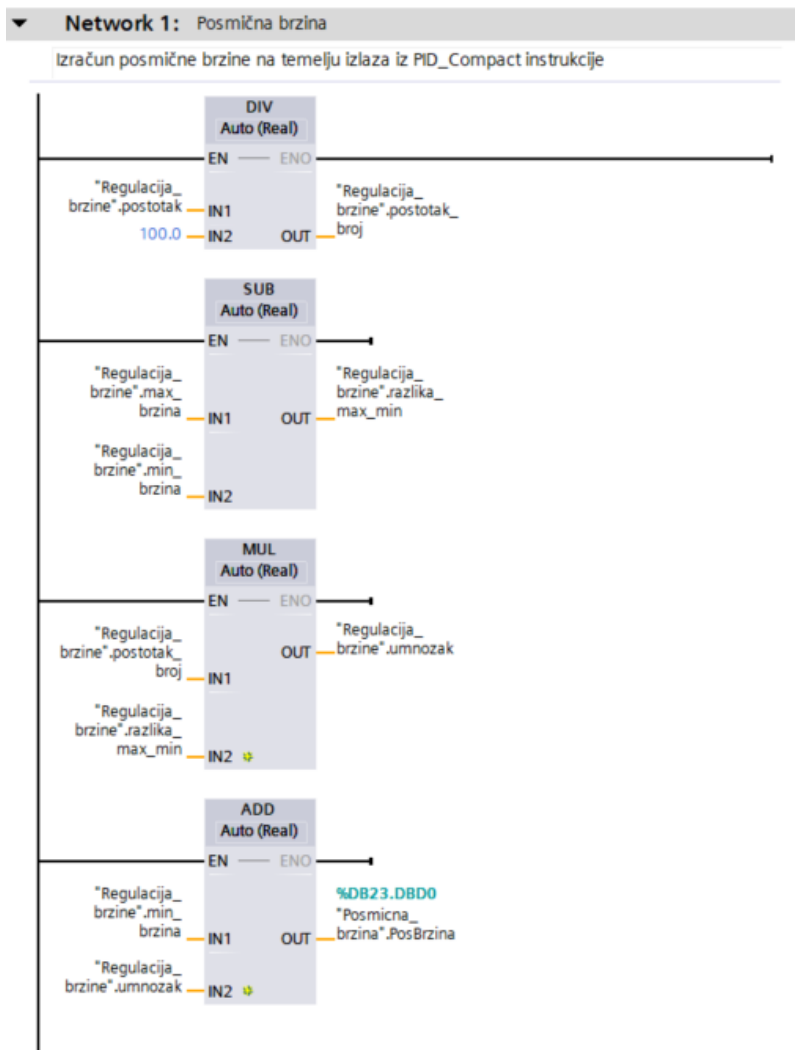 Network 1: Posmična brzina
Izračun posmične brzine na temelju izlaza iz PID_Compact instrukcije
DIV
Auto (Real)
EN ENO
"Regulacija_
brzine".postotak
IN1
100.0
IN2
OUT
"Regulacija_
brzine".postotak_
broj
SUB
Auto (Real)
EN ENO
"Regulacija_
brzine".max_
brzina
IN1
OUT
"Regulacija_
brzine".razlika_
max_min
"Regulacija_
brzine".min_
brzina
IN2
MUL
Auto (Real)
EN ENO
"Regulacija_
brzine".postotak_
broj
IN1
OUT
"Regulacija_
brzine".umnozak
"Regulacija_
brzine".razlika_
max_min
IN2
ADD
Auto (Real)
EN ENO
"Regulacija_
brzine".min_
brzina
IN1
OUT
%DB23.DBD0
"Posmicna_
brzina".PosBrzina
"Regulacija_
brzine".umnozak
IN2